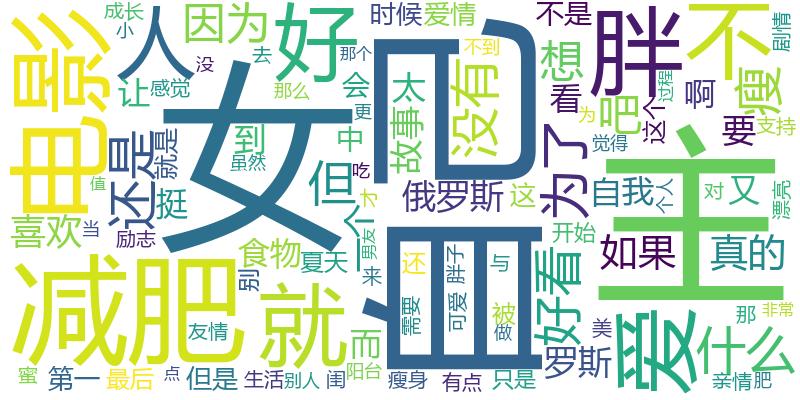 成长
小
因为
好
时候
爱情
不是
剧情
电影
人
去
那个
不到
想
胖
不
让
感觉
没
那么
会
更
太
没有
看
吧
啊
瘦
过程
这个
还是
就是
到
虽然
中
故事
自己
为了
为
觉得
要
支持
女
主
值
挺
但
吃
才
俄罗斯
这
自我
个人
对
又
漂亮
喜欢
当
励志
一个
男友
食物
夏天
来
还
胖子
与
开始
如果
真的
减肥
别
就
需要
可爱
被
做
好看
美
那
非常
友情
而
阳台
罗斯
爱
什么
蜜
第一
最后
点
但是
生活
别人
闺
瘦身
有点
只是
亲情
肥